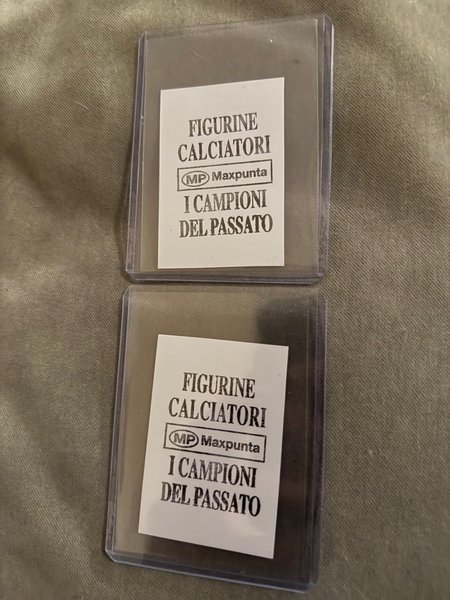 FIGURINE
CALCIATORI
MP Maxpunta
I CAMPIONI
DEL PASSATO
FIGURINE
CALCIATORI
MP Maxpunta
I CAMPIONI
DEL PASSATO